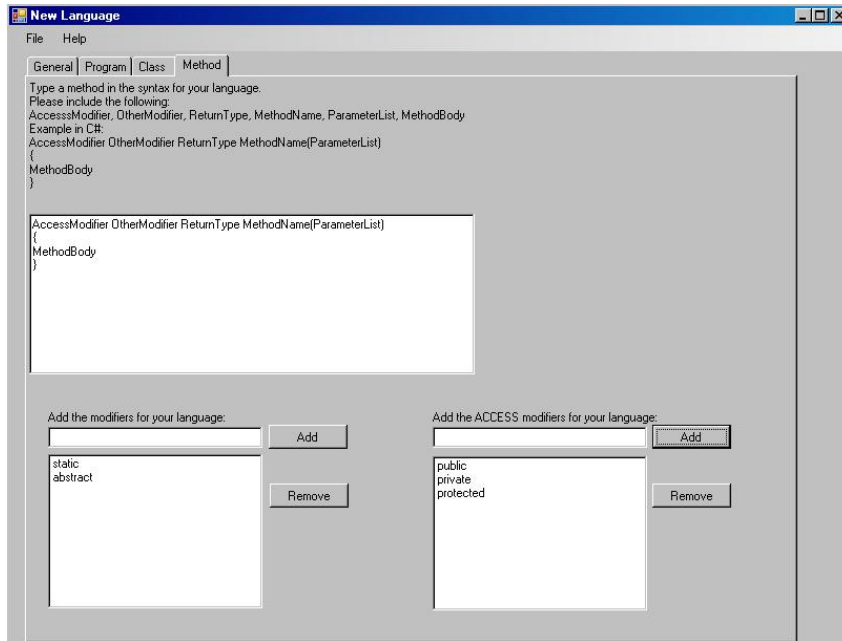 New Language
File Help
General Program Class Method
Type a method in the syntax for your language.
Please include the following:
AccesssModifier, OtherModifier, ReturnType, MethodName, ParameterList, MethodBody
Example in C#:
AccessModifier OtherModifier ReturnType MethodName(ParameterList)
{
MethodBody
}
AccessModifier OtherModifier ReturnType MethodName(ParameterList)
{
MethodBody
}
Add the modifiers for your language:
Add
static
abstract
Remove
Add the ACCESS modifiers for your language:
Add
public
private
protected
Remove